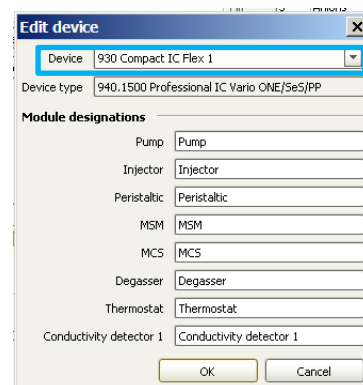 Anions
Edit device
Device 930 Compact IC Flex 1
Device type 940.1500 Professional IC Vario ONE/SeS/PP
Module designations
Pump Pump
Injector Injector
Peristaltic Peristaltic
MSM MSM
MCS MCS
Degasser Degasser
Thermostat Thermostat
Conductivity detector 1 Conductivity detector 1
OK Cancel